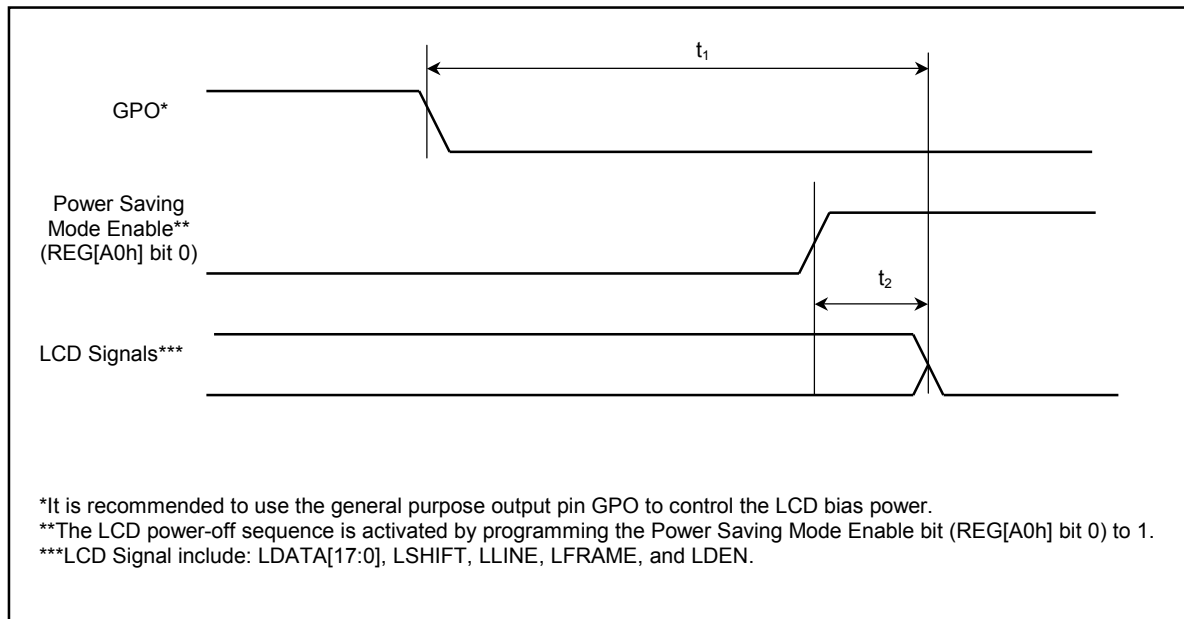 t1
GPO*
Power Saving
Mode Enable**
(REG[A0h] bit 0)
t2
LCD Signals***
*It is recommended to use the general purpose output pin GPO to control the LCD bias power.
**The LCD power-off sequence is activated by programming the Power Saving Mode Enable bit (REG[A0h] bit 0) to 1.
***LCD Signal include: LDATA[17:0], LSHIFT, LLINE, LFRAME, and LDEN.